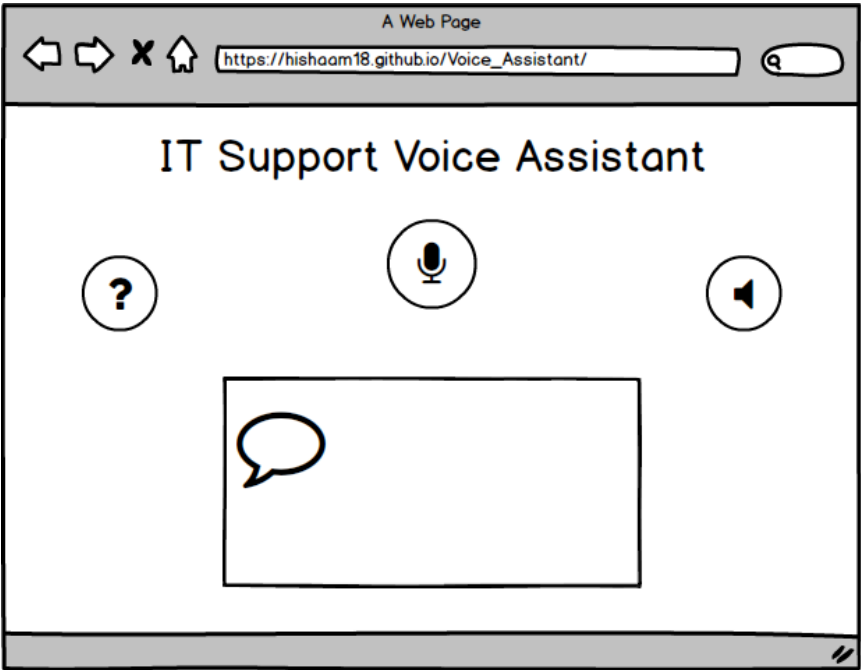 A Web Page
https://hishaam18.github.io/Voice_Assistant/
IT Support Voice Assistant
?